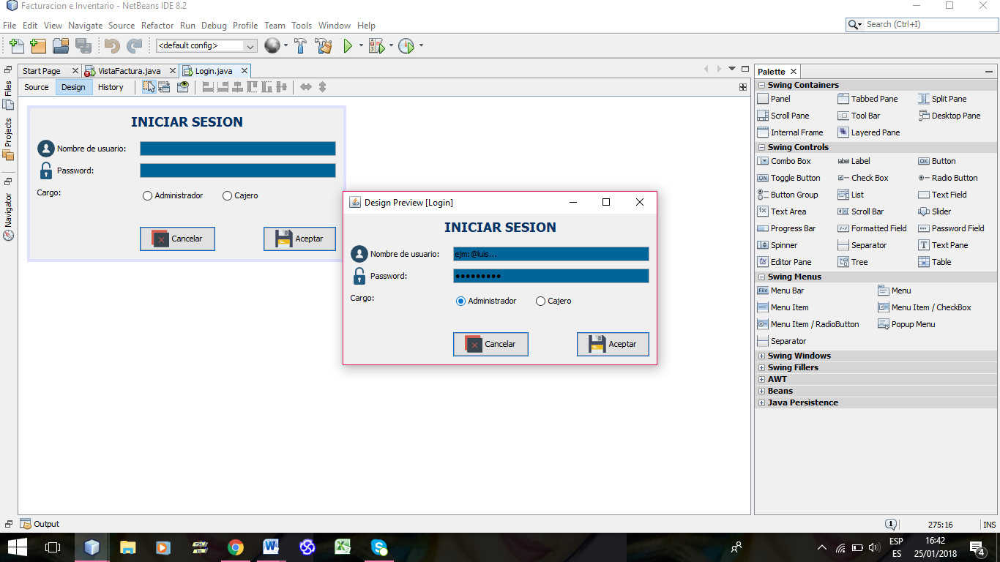 Facturacion e Inventario - NetBeans IDE 8.2
File Edit View Navigate Source Refactor Run Debug Profile Team Tools Window Help
Search (Ctrl+I)
<default config>
Start Page
VistaFactura.java
Login.java
Source Design History
Files
Projects
Navigator
INICIAR SESION
Nombre de usuario:
Password:
Cargo:
Administrador
Cajero
Cancelar
Aceptar
Design Preview [Login]
INICIAR SESION
Nombre de usuario:
ejm:@luis...
Password:
Cargo:
Administrador
Cajero
Cancelar
Aceptar
Palette
Swing Containers
Panel Tabbed Pane Split Pane
Scroll Pane Tool Bar Desktop Pane
Internal Frame Layered Pane
Swing Controls
Combo Box label Label OK Button
ON Toggle Button Check Box Radio Button
Button Group List Text Field
Text Area Scroll Bar Slider
Progress Bar Formatted Field Password Field
Spinner Separator Text Pane
Editor Pane Tree Table
Swing Menus
File Menu Bar Menu
Menu Item Menu Item / CheckBox
Menu Item / RadioButton Popup Menu
Separator
Swing Windows
Swing Fillers
AWT
Beans
Java Persistence
Output
1
275:16
INS
ESP
ES
16:42
25/01/2018
4